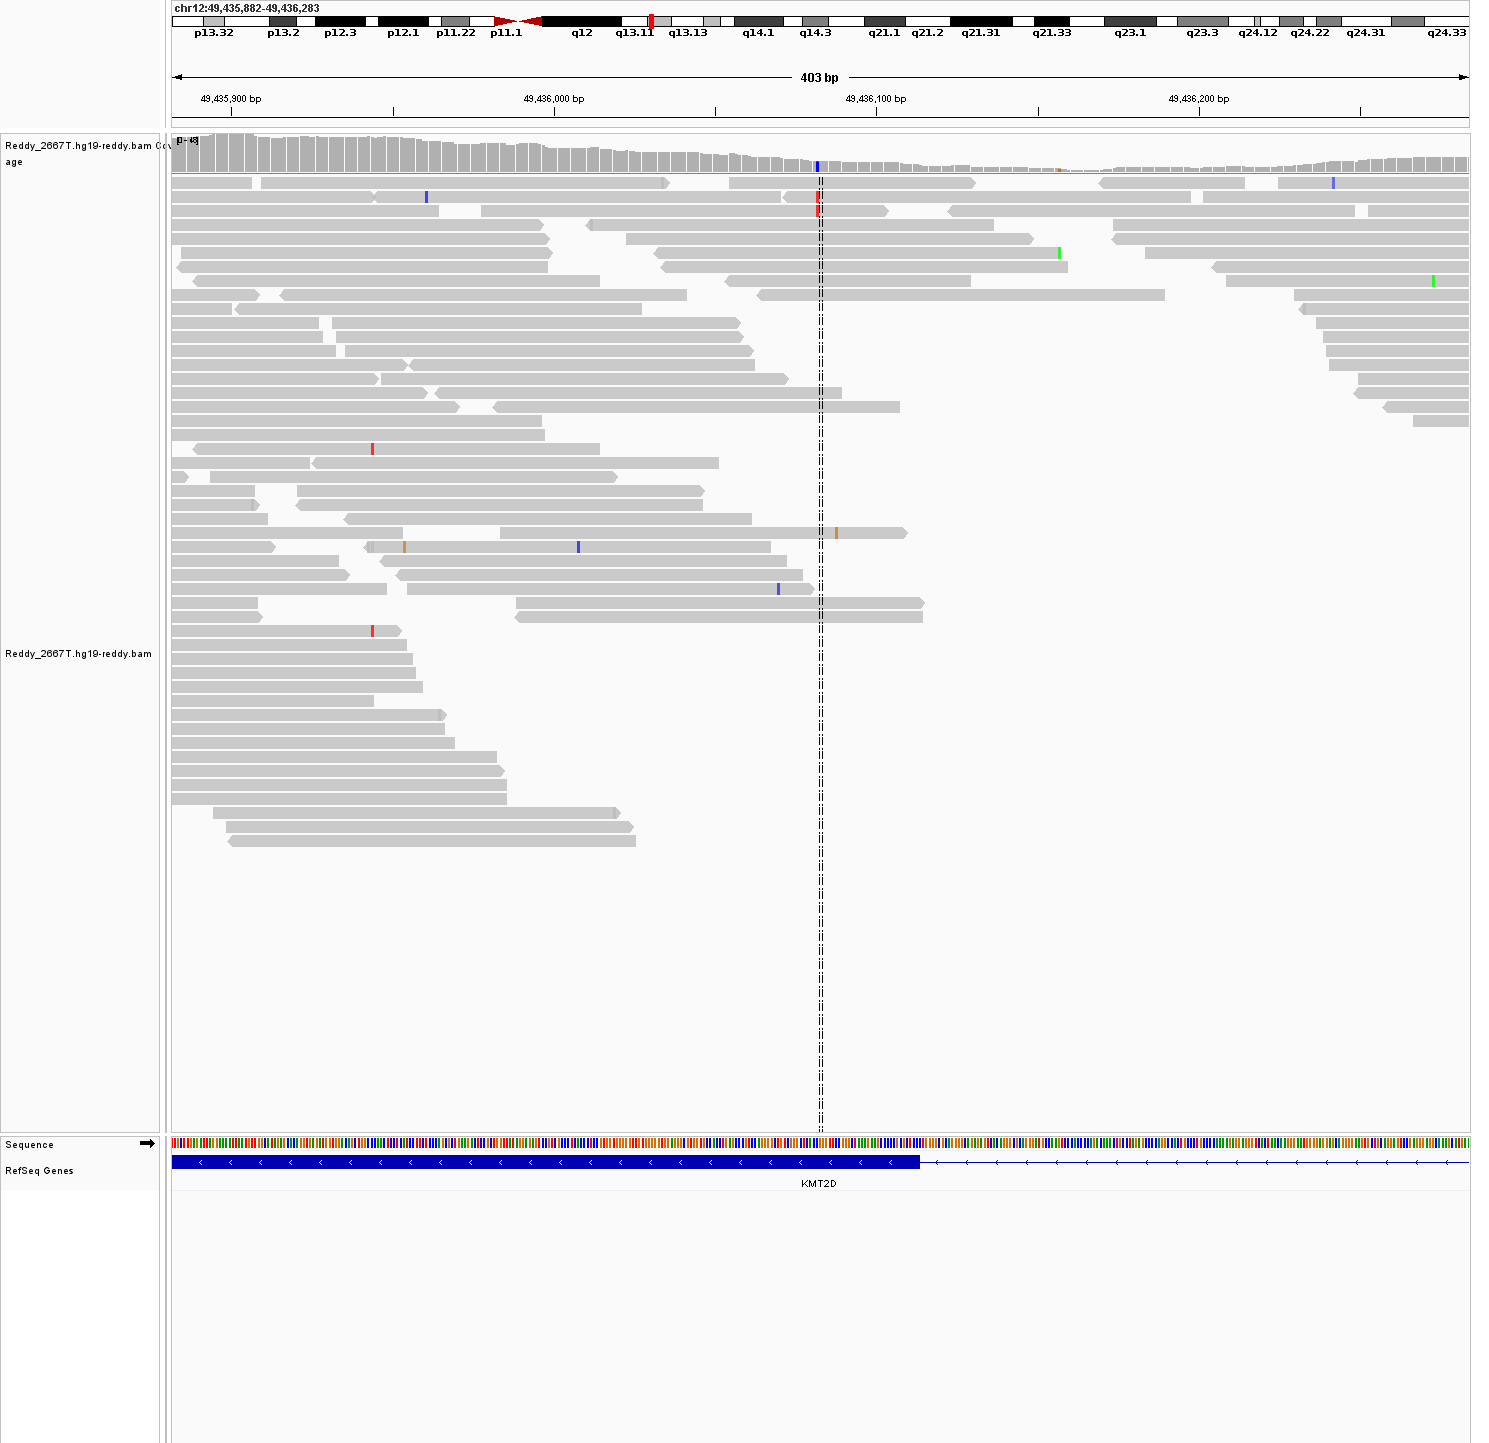 chr12:49,435,882-49,436,283
p13.32 p13.2 p12.3 p12.1 p11.22 p11.1 q12 q13.11 q13.13 q14.1 q14.3 q21.1 q21.2 q21.31 q21.33 q23.1 q23.3 q24.12 q24.22 q24.31 q24.33
403 bp
49,435,900 bp 49,436,000 bp 49,436,100 bp 49,436,200 bp
Reddy_2667T.hg19-reddy.bam Cov
age
Reddy_2667T.hg19-reddy.bam
Sequence
RefSeq Genes
KMT2D